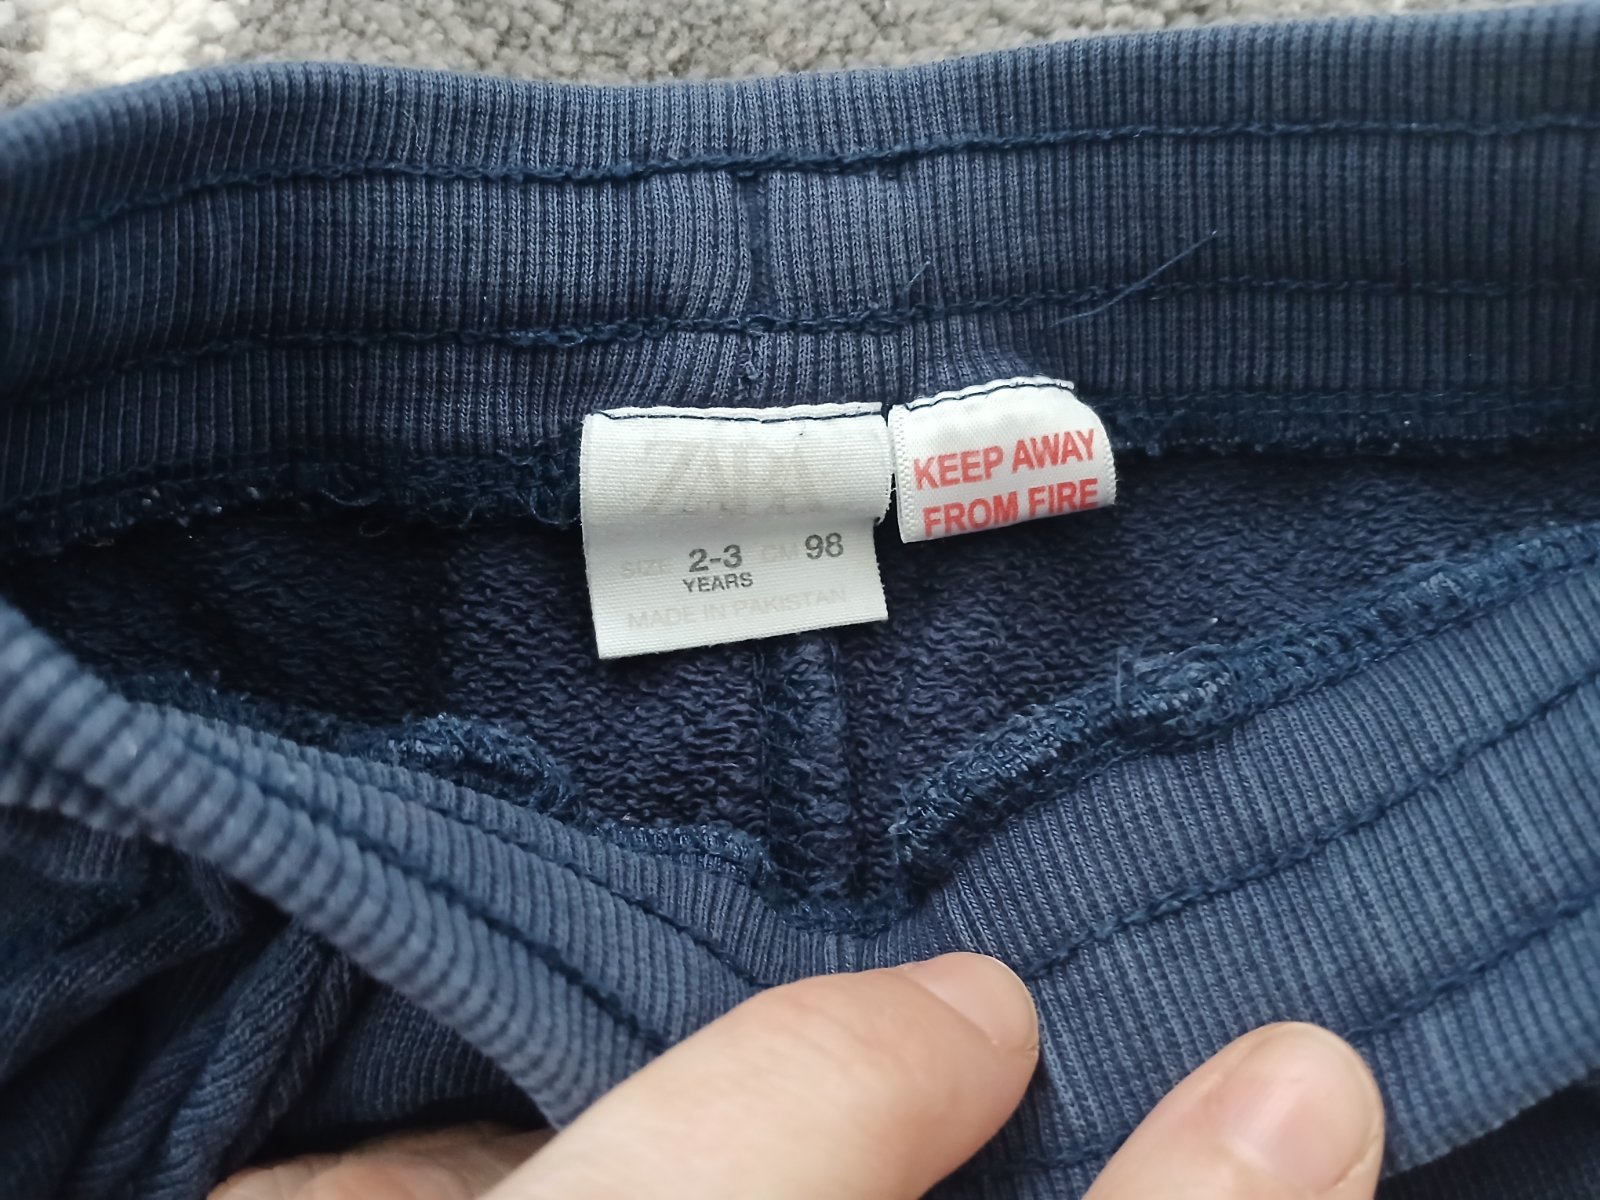 ZARA
SIZE 2-3 CM 98
YEARS
MADE IN PAKISTAN
KEEP AWAY
FROM FIRE